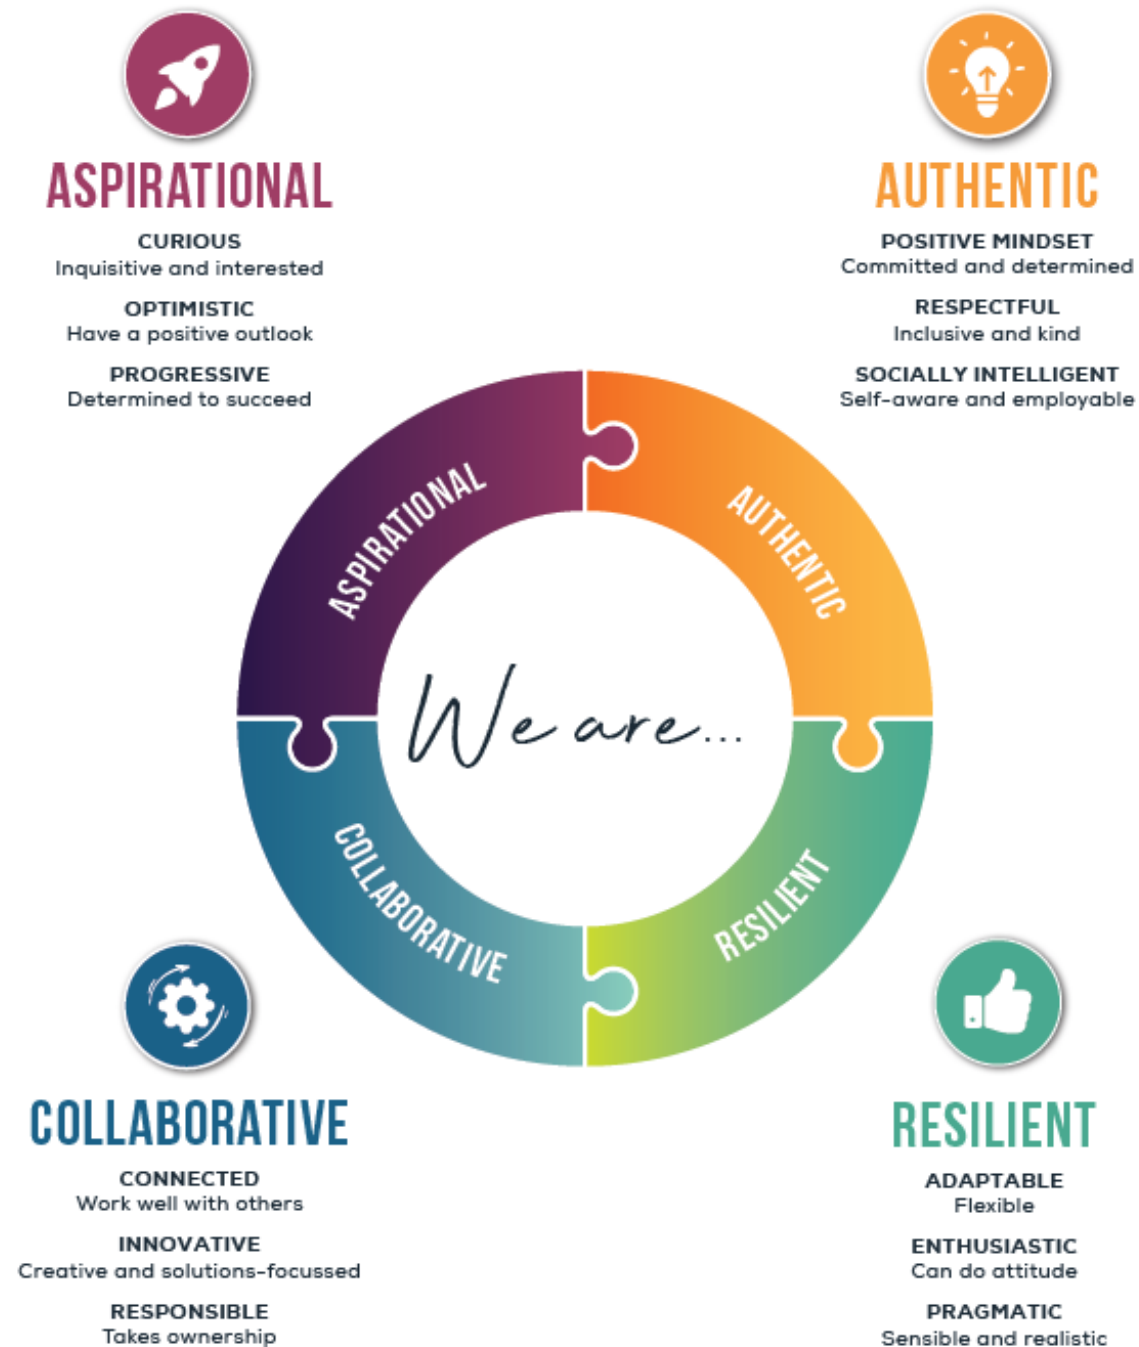 ASPIRATIONAL
CURIOUS
Inquisitive and interested
OPTIMISTIC
Have a positive outlook
PROGRESSIVE
Determined to succeed
AUTHENTIC
POSITIVE MINDSET
Committed and determined
RESPECTFUL
Inclusive and kind
SOCIALLY INTELLIGENT
Self-aware and employable
ASPIRATIONAL
AUTHENTIC
We are...
COLLABORATIVE
RESILIENT
COLLABORATIVE
CONNECTED
Work well with others
INNOVATIVE
Creative and solutions-focussed
RESPONSIBLE
Takes ownership
RESILIENT
ADAPTABLE
Flexible
ENTHUSIASTIC
Can do attitude
PRAGMATIC
Sensible and realistic